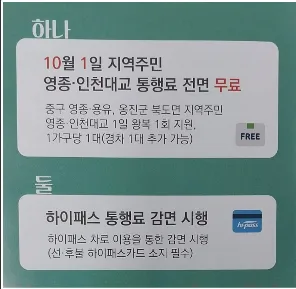 하나
10월 1일 지역주민
영종·인천대교 통행료 전면 무료
중구 영종·용유, 옹진군 북도면 지역주민
영종·인천대교 1일 왕복 1회 지원,
1가구당 1대(경차 1대 추가 가능)
FREE
둘
하이패스 통행료 감면 시행
하이패스 차로 이용을 통한 감면 시행
(선·후불 하이패스카드 소지 필수)
hi-pass